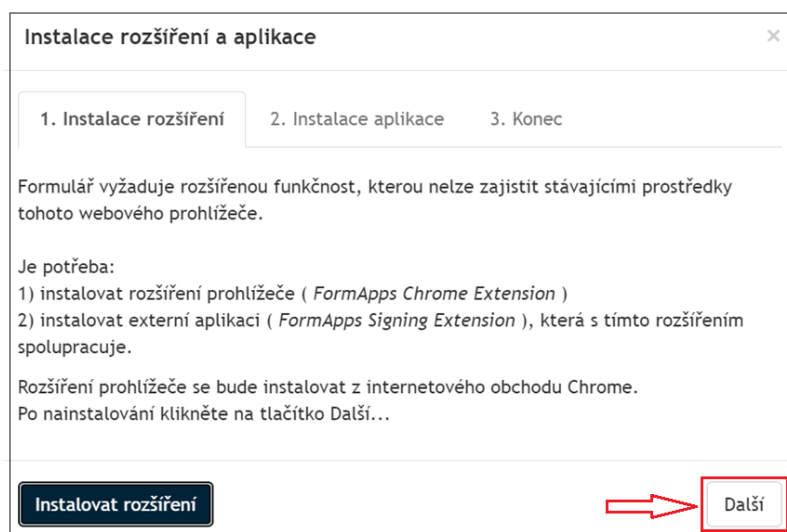 Instalace rozšíření a aplikace ×
1. Instalace rozšíření 2. Instalace aplikace 3. Konec
Formulář vyžaduje rozšířenou funkčnost, kterou nelze zajistit stávajícími prostředky
tohoto webového prohlížeče.
Je potřeba:
1) instalovat rozšíření prohlížeče ( FormApps Chrome Extension )
2) instalovat externí aplikaci ( FormApps Signing Extension ), která s tímto rozšířením
spolupracuje.
Rozšíření prohlížeče se bude instalovat z internetového obchodu Chrome.
Po nainstalování klikněte na tlačítko Další...
Instalovat rozšíření Další